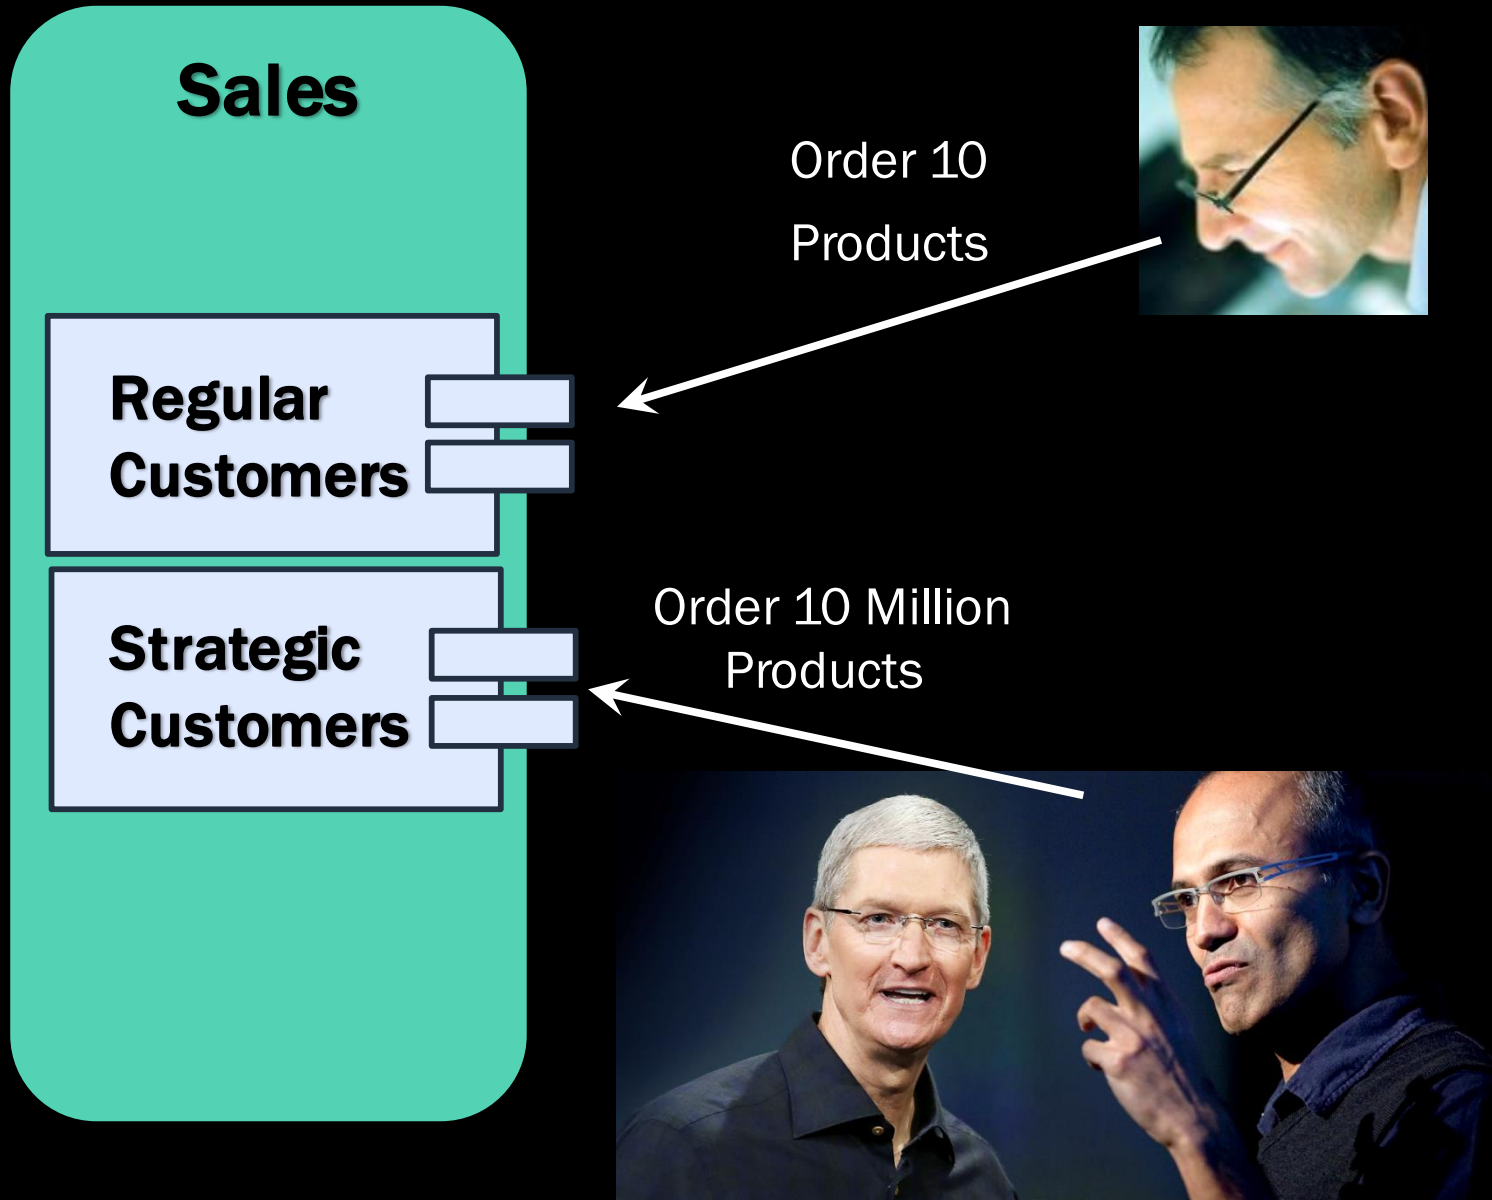 Sales
Order 10
Products
Regular
Customers
Order 10 Million
Products
Strategic
Customers